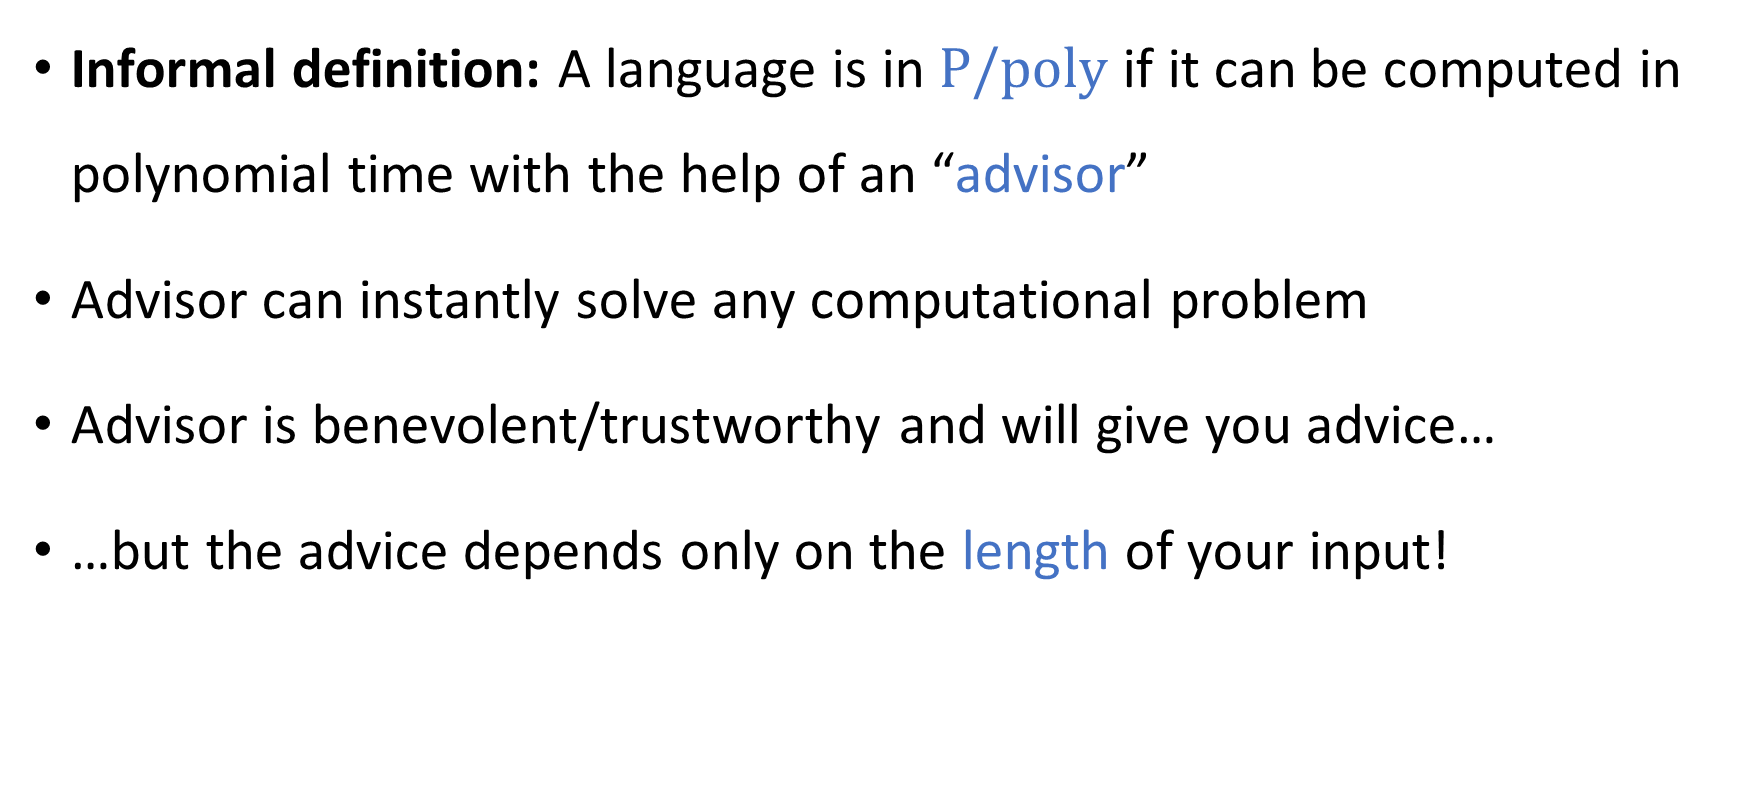 • Informal definition: A language is in P/poly if it can be computed in
polynomial time with the help of an “advisor”
• Advisor can instantly solve any computational problem
• Advisor is benevolent/trustworthy and will give you advice…
• …but the advice depends only on the length of your input!